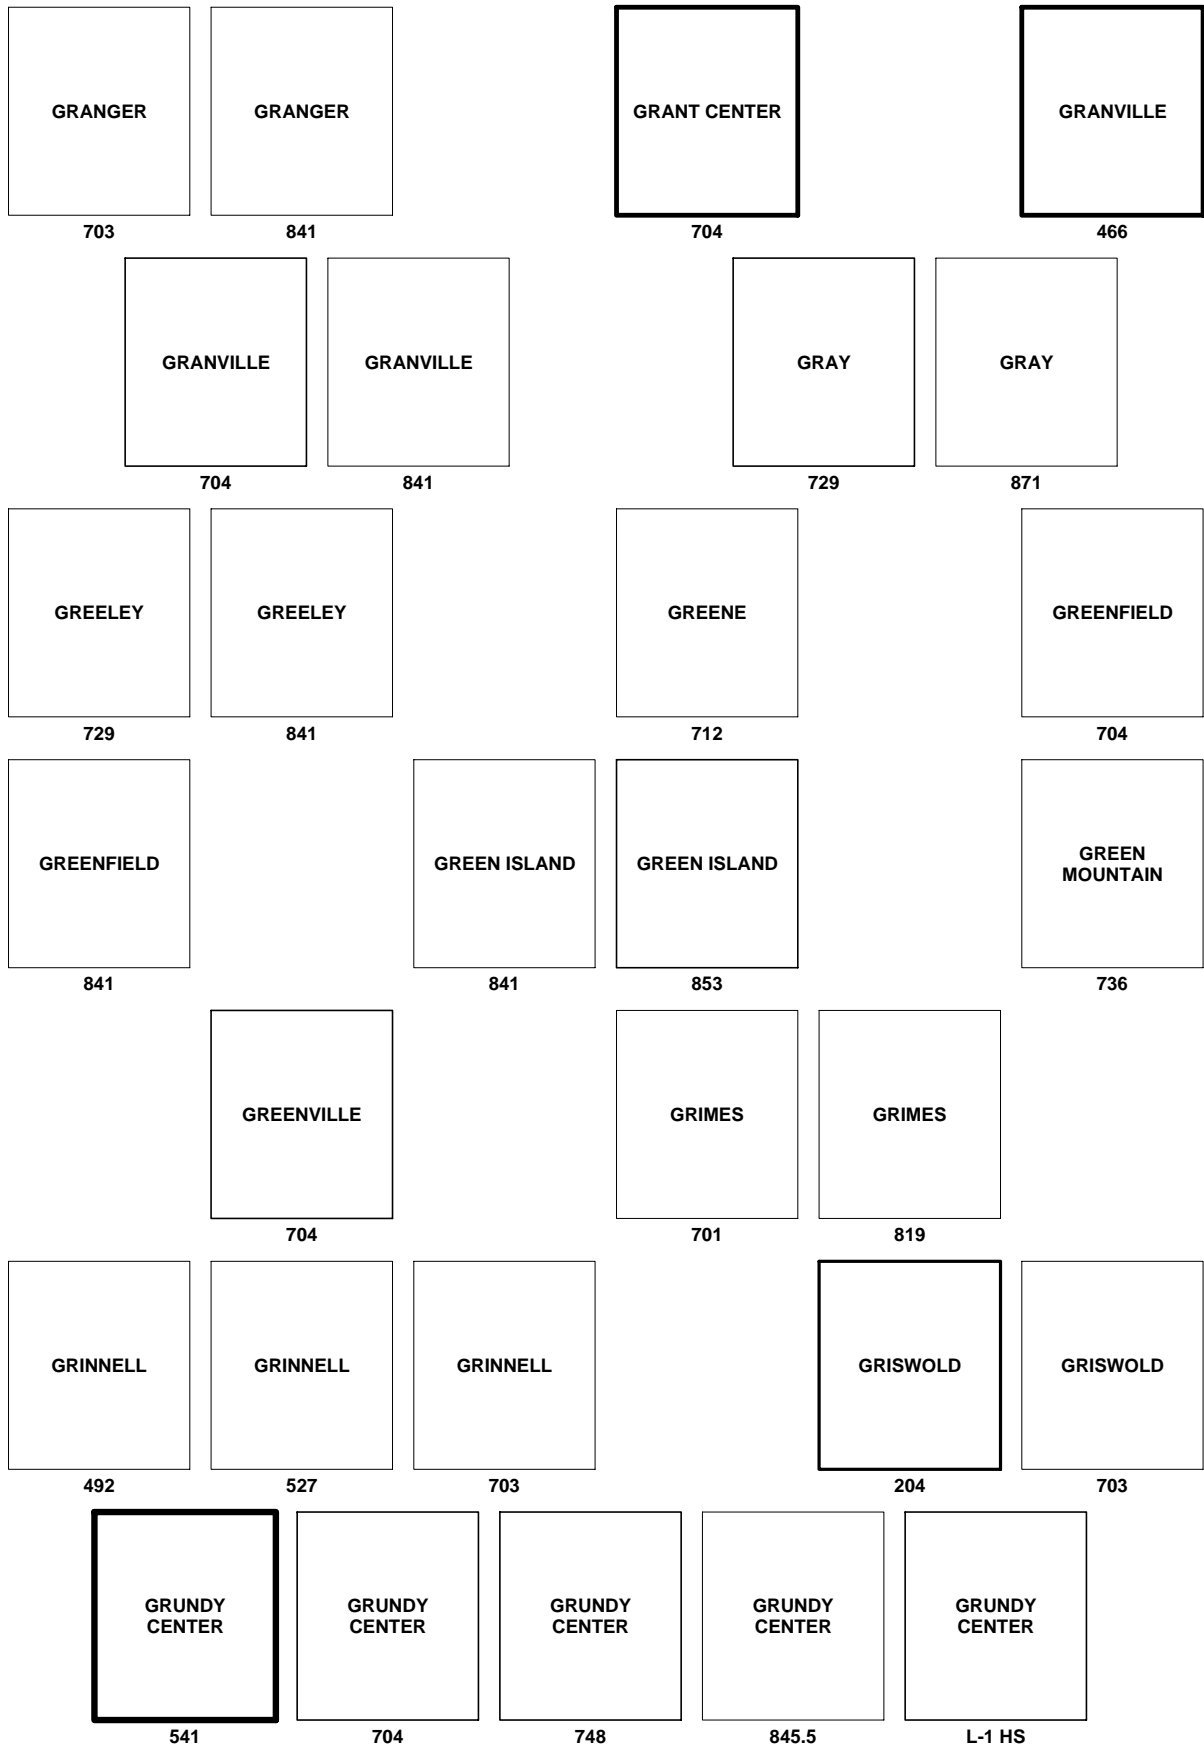 GRANGER GRANGER GRANT CENTER GRANVILLE
703 841 704 466
GRANVILLE GRANVILLE GRAY GRAY
704 841 729 871
GREELEY GREELEY GREENE GREENFIELD
729 841 712 704
GREENFIELD GREEN ISLAND GREEN ISLAND GREEN
MOUNTAIN
841 841 853 736
GREENVILLE GRIMES GRIMES
704 701 819
GRINNELL GRINNELL GRINNELL GRISWOLD GRISWOLD
492 527 703 204 703
GRUNDY GRUNDY GRUNDY GRUNDY GRUNDY
CENTER CENTER CENTER CENTER CENTER
541 704 748 845.5 L-1 HS